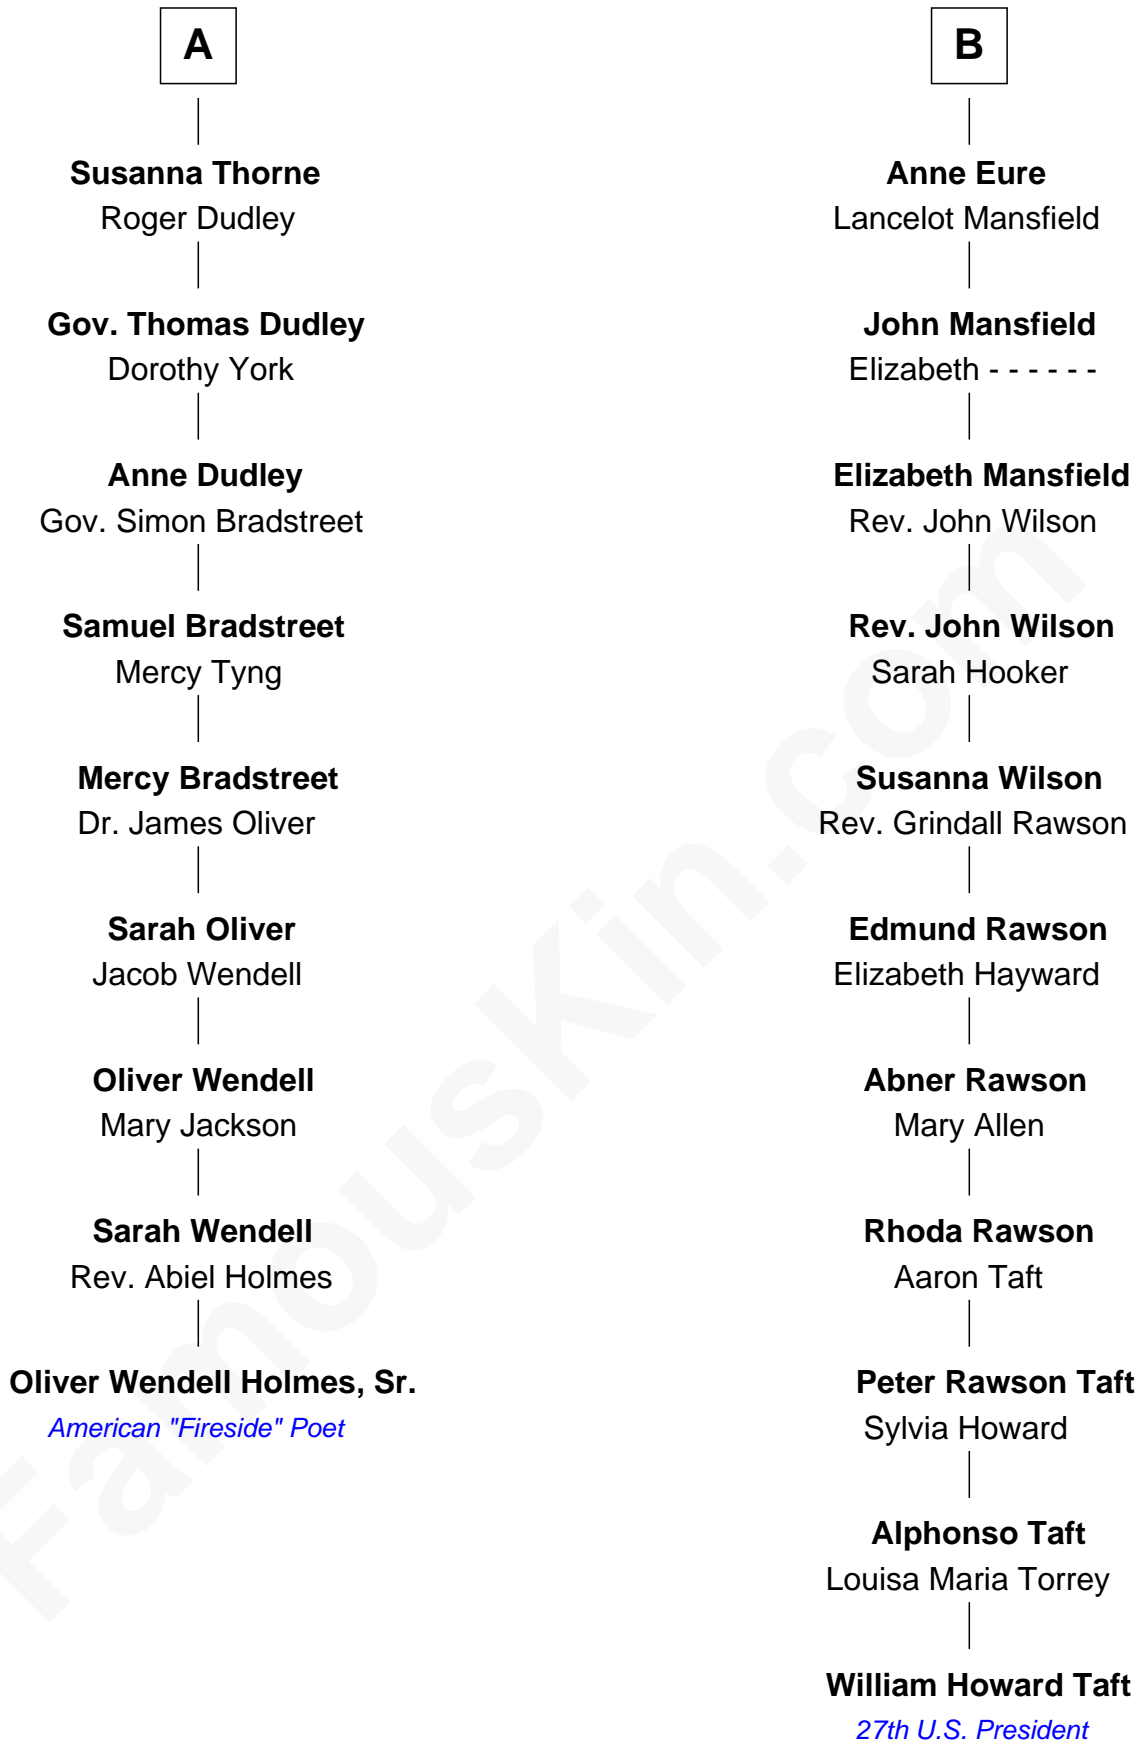 A
Susanna Thorne
Roger Dudley
Gov. Thomas Dudley
Dorothy York
Anne Dudley
Gov. Simon Bradstreet
Samuel Bradstreet
Mercy Tyng
Mercy Bradstreet
Dr. James Oliver
Sarah Oliver
Jacob Wendell
Oliver Wendell
Mary Jackson
Sarah Wendell
Rev. Abiel Holmes
Oliver Wendell Holmes, Sr.
American "Fireside" Poet
B
Anne Eure
Lancelot Mansfield
John Mansfield
Elizabeth - - - - - -
Elizabeth Mansfield
Rev. John Wilson
Rev. John Wilson
Sarah Hooker
Susanna Wilson
Rev. Grindall Rawson
Edmund Rawson
Elizabeth Hayward
Abner Rawson
Mary Allen
Rhoda Rawson
Aaron Taft
Peter Rawson Taft
Sylvia Howard
Alphonso Taft
Louisa Maria Torrey
William Howard Taft
27th U.S. President
FamousKin.com